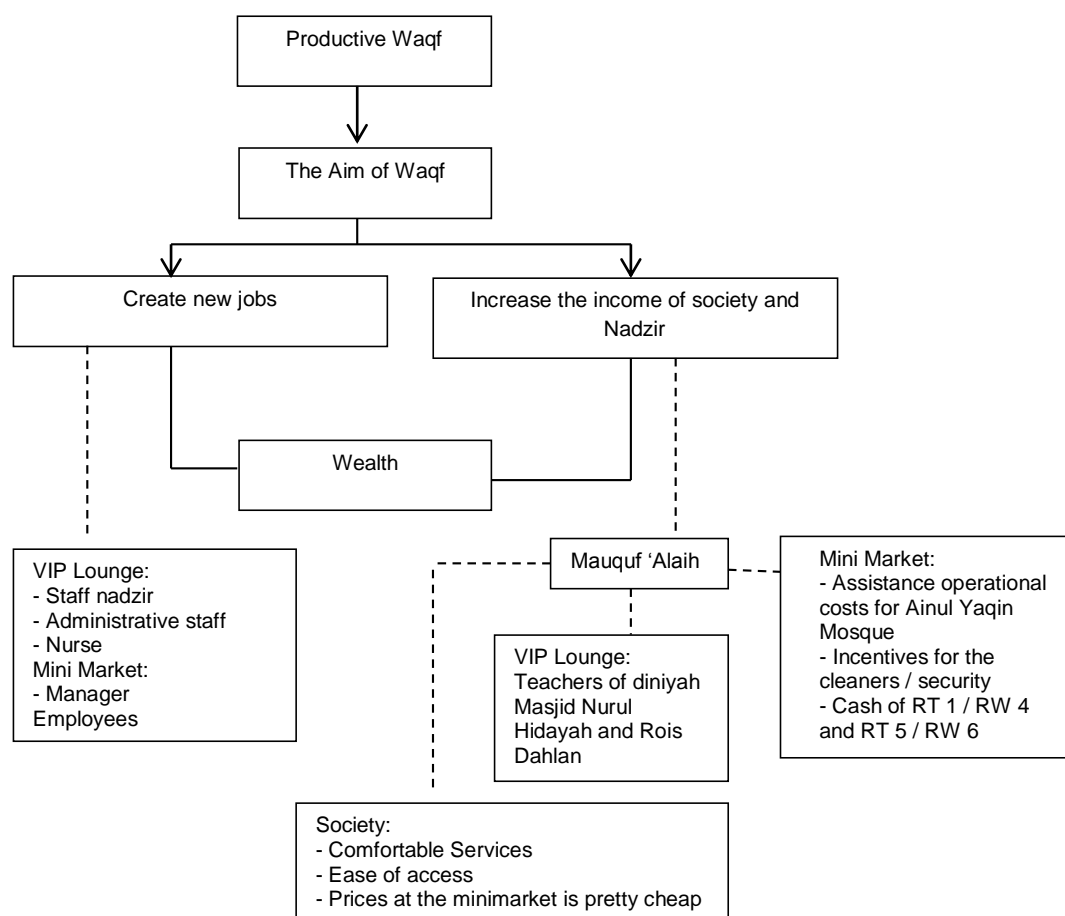 Productive Waqf
The Aim of Waqf
Create new jobs
Increase the income of society and
Nadzir
Wealth
VIP Lounge:
- Staff nadzir
- Administrative staff
- Nurse
Mini Market:
- Manager
Employees
Mauquf ‘Alaih
Mini Market:
- Assistance operational
costs for Ainul Yaqin
Mosque
- Incentives for the
cleaners / security
- Cash of RT 1 / RW 4
and RT 5 / RW 6
VIP Lounge:
Teachers of diniyah
Masjid Nurul
Hidayah and Rois
Dahlan
Society:
- Comfortable Services
- Ease of access
- Prices at the minimarket is pretty cheap